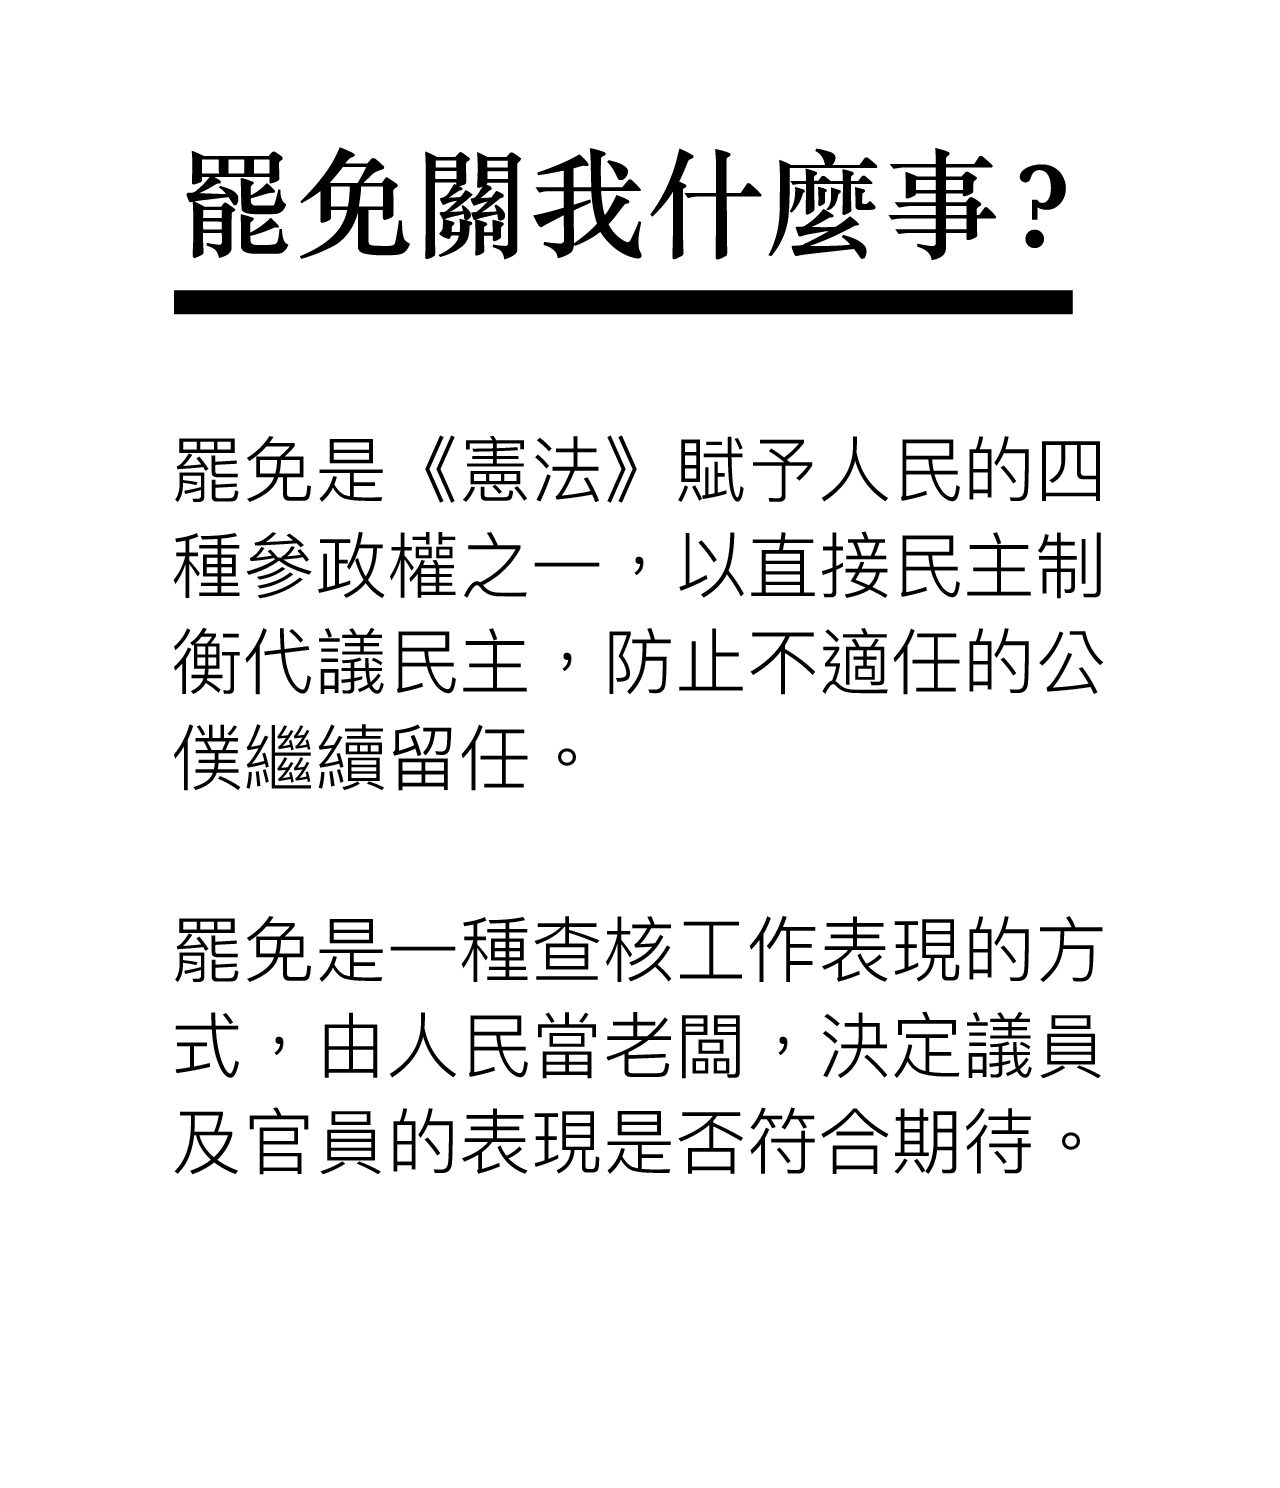 罷免關我什麼事?
罷免是《憲法》賦予人民的四
種參政權之一，以直接民主制
衡代議民主，防止不適任的公
僕繼續留任。
罷免是一種查核工作表現的方
式，由人民當老闆，決定議員
及官員的表現是否符合期待。